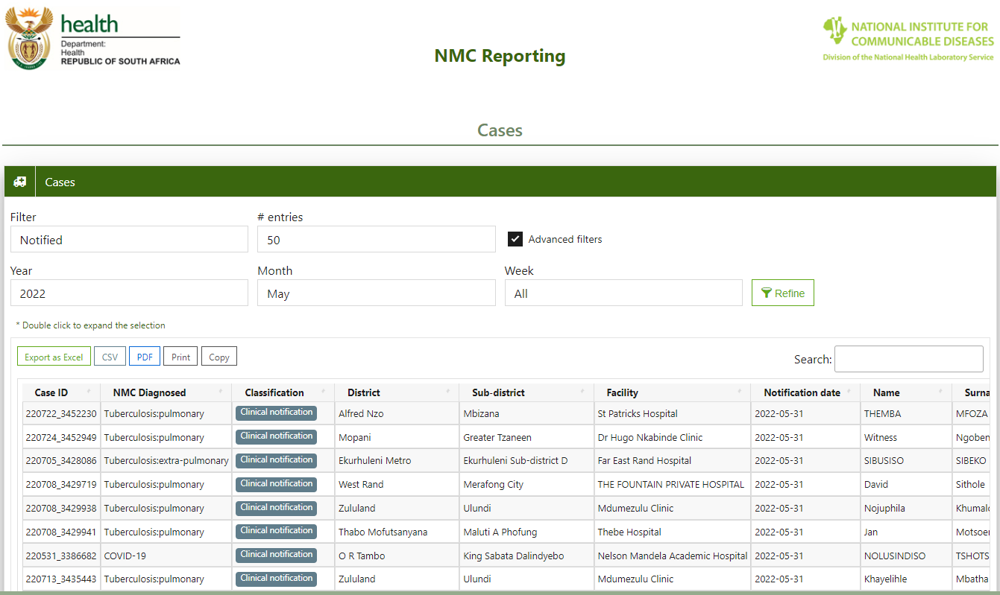 health
Department:
Health
REPUBLIC OF SOUTH AFRICA
NMC Reporting
NATIONAL INSTITUTE FOR
COMMUNICABLE DISEASES
Division of the National Health Laboratory Service
Cases
Cases
Filter # entries
Notified 50 Advanced filters
Year Month Week
2022 May All Refine
* Double click to expand the selection
Export as Excel CSV PDF Print Copy Search:
Case ID NMC Diagnosed Classification District Sub-district Facility Notification date Name Surna
220722_3452230 Tuberculosis:pulmonary Clinical notification Alfred Nzo Mbizana St Patricks Hospital 2022-05-31 THEMBA MFOZA
220724_3452949 Tuberculosis:pulmonary Clinical notification Mopani Greater Tzaneen Dr Hugo Nkabinde Clinic 2022-05-31 Witness Ngoben
220705_3428086 Tuberculosis:extra-pulmonary Clinical notification Ekurhuleni Metro Ekurhuleni Sub-district D Far East Rand Hospital 2022-05-31 SIBUSISO SIBEKO
220708_3429719 Tuberculosis:pulmonary Clinical notification West Rand Merafong City THE FOUNTAIN PRIVATE HOSPITAL 2022-05-31 David Sithole
220708_3429938 Tuberculosis:pulmonary Clinical notification Zululand Ulundi Mdumezulu Clinic 2022-05-31 Nojuphila Khumalo
220708_3429941 Tuberculosis:pulmonary Clinical notification Thabo Mofutsanyana Maluti A Phofung Thebe Hospital 2022-05-31 Jan Motsoen
220531_3386682 COVID-19 Clinical notification O R Tambo King Sabata Dalindyebo Nelson Mandela Academic Hospital 2022-05-31 NOLUSINDISO TSHOTS
220713_3435443 Tuberculosis:pulmonary Clinical notification Zululand Ulundi Mdumezulu Clinic 2022-05-31 Khayelihle Mbatha